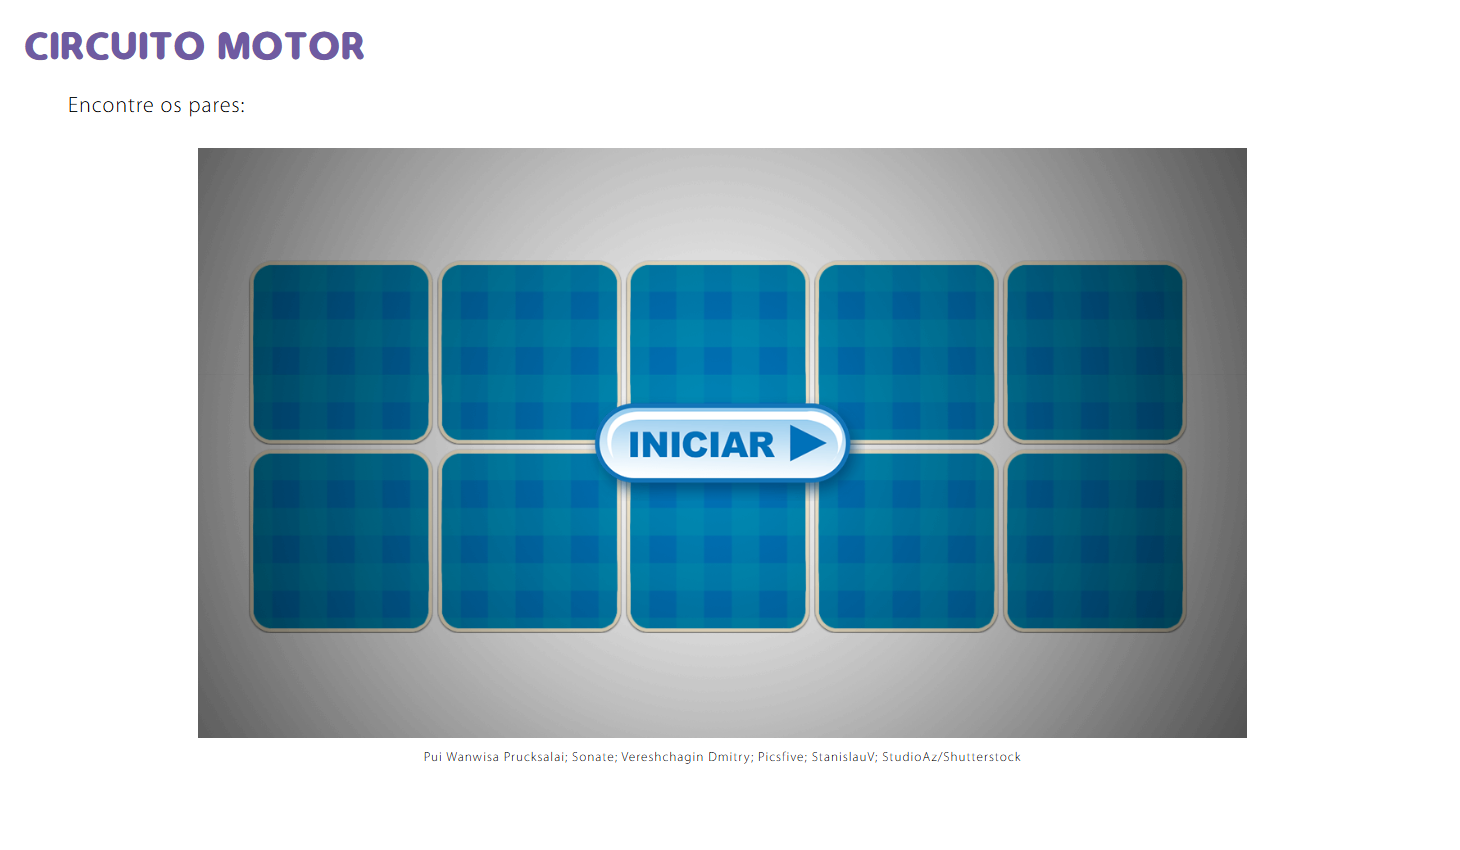 CIRCUITO MOTOR
Encontre os pares:
INICIAR
Pui Wanwisa Prucksalai; Sonate; Vereshchagin Dmitry; Picsfive; StanislauV; StudioAz/Shutterstock